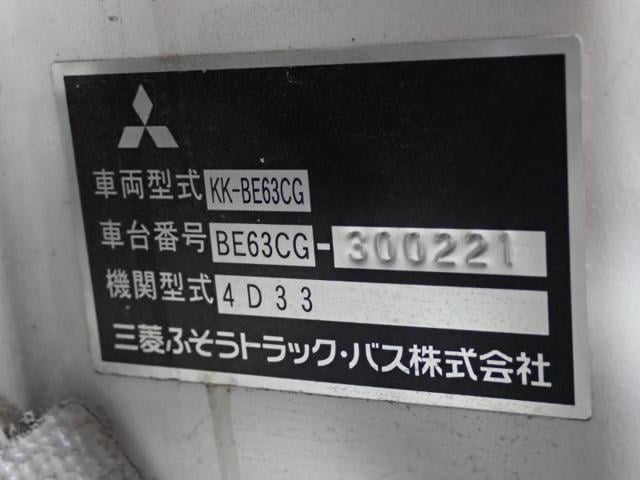 車両型式 KK-BE63CG
車台番号 BE63CG-300221
機関型式 4D33
三菱ふそうトラック・バス株式会社